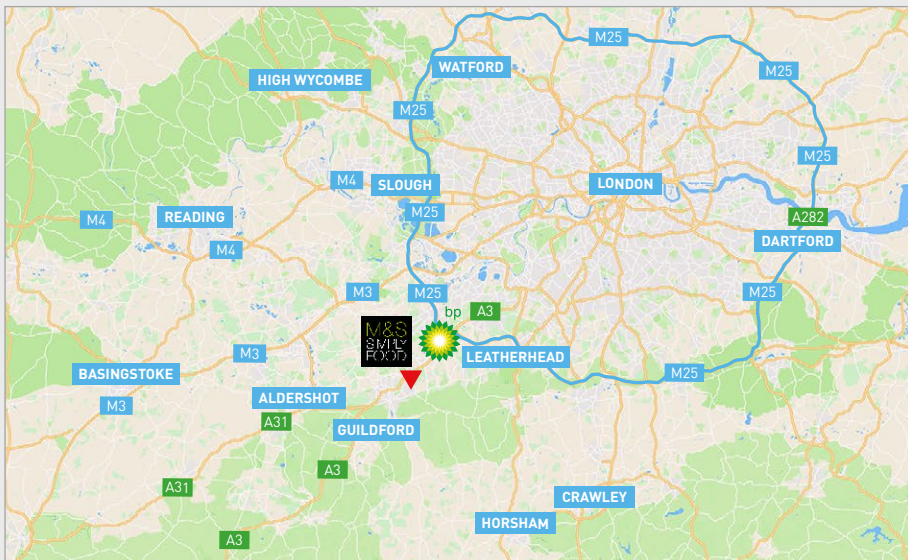 M25
WATFORD
M25
HIGH WYCOMBE
M25
M25
M4
SLOUGH
LONDON
M25
READING
M4
A282
M4
DARTFORD
M3
M25
M25
bp
A3
M&S
SIMPLY
FOOD
M3
LEATHERHEAD
BASINGSTOKE
M25
M3
ALDERSHOT
A31
GUILDFORD
A3
A31
CRAWLEY
HORSHAM
A3